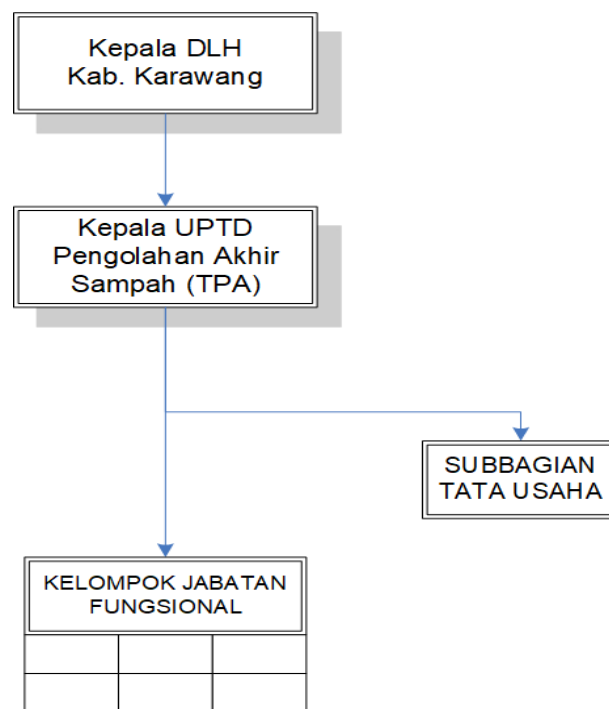 Kepala DLH
Kab. Karawang
Kepala UPTD
Pengolahan Akhir
Sampah (TPA)
SUBBAGIAN
TATA USAHA
KELOMPOK JABATAN
FUNGSIONAL